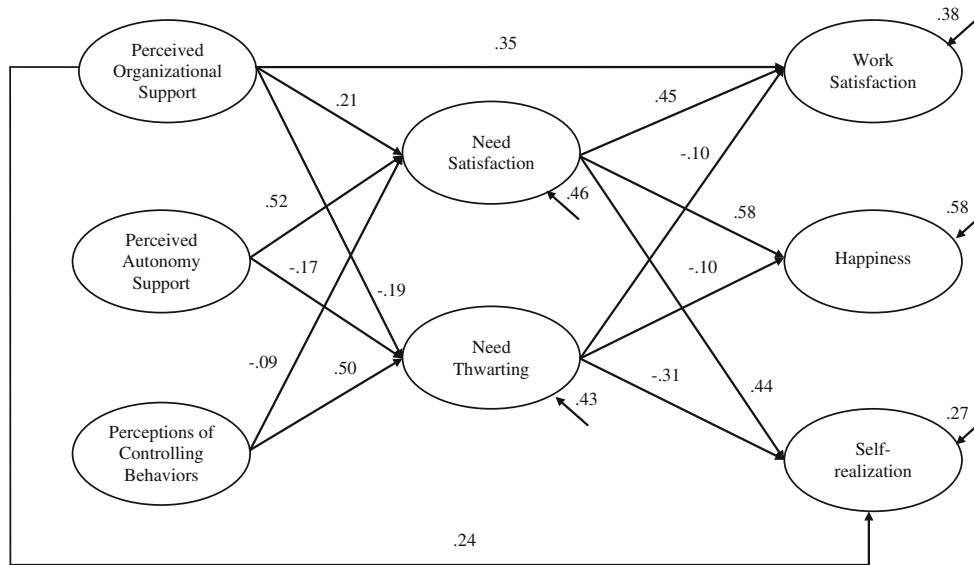 Perceived
Organizational
Support
.35
.38
Work
Satisfaction
.21
.45
Need
Satisfaction
-.10
.46
.52
.58
.58
Perceived
Autonomy
Support
Happiness
-.17
-.19
-.10
Need
Thwarting
-.09
.50
-.31
.44
.43
.27
Perceptions of
Controlling
Behaviors
Self-
realization
.24